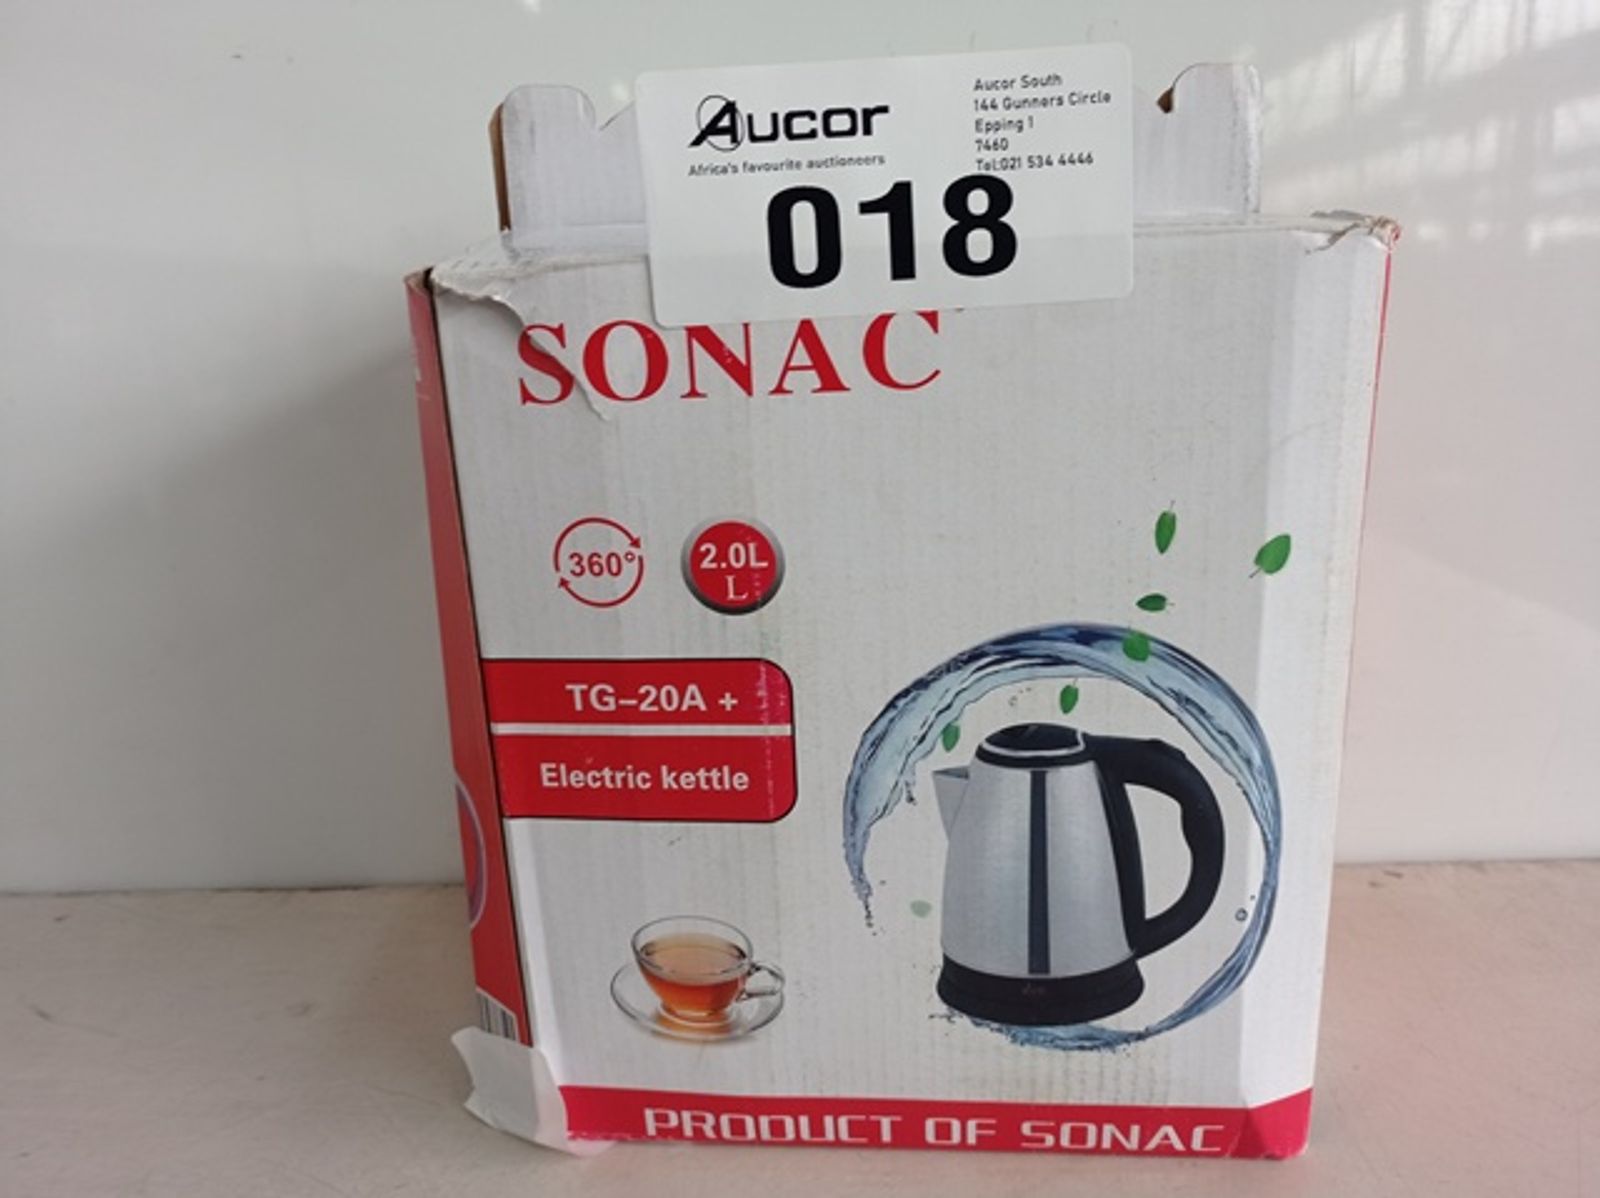 Aucor
Africa's favourite auctioneers
Aucor South
144 Gunners Circle
Epping 1
7460
Tel:021 534 4446
018
SONAC
360°
2.0L
L
TG-20A +
Electric kettle
PRODUCT OF SONAC